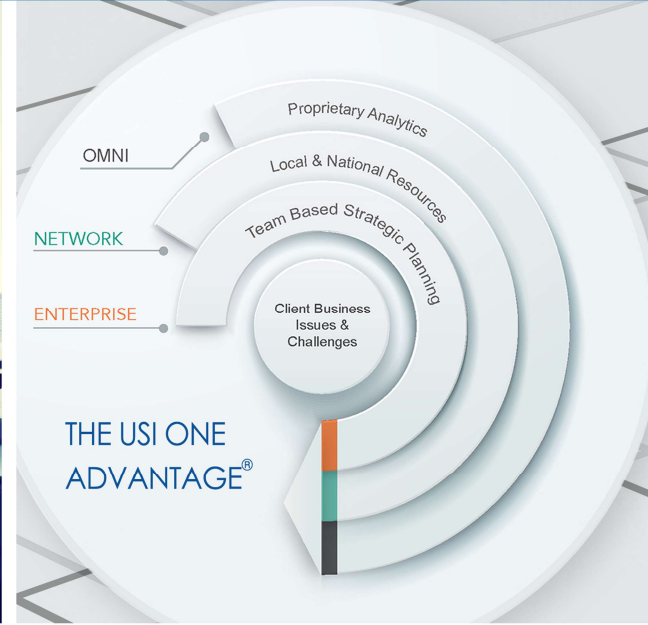 Proprietary Analytics
OMNI
Local & National Resources
Team Based Strategic Planning
NETWORK
ENTERPRISE
Client Business
Issues &
Challenges
THE USI ONE
ADVANTAGE®